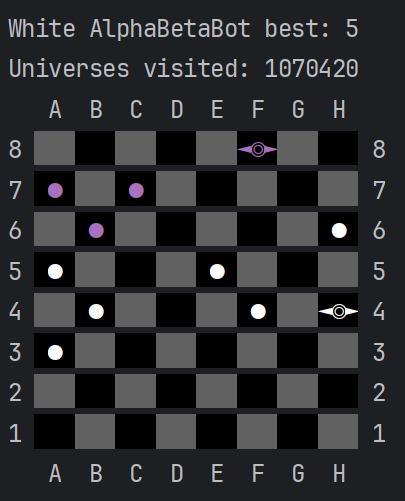 White AlphaBetaBot best: 5
Universes visited: 1070420
A B C D E F G H
8 8
7 7
6 6
5 5
4 4
3 3
2 2
1 1
A B C D E F G H